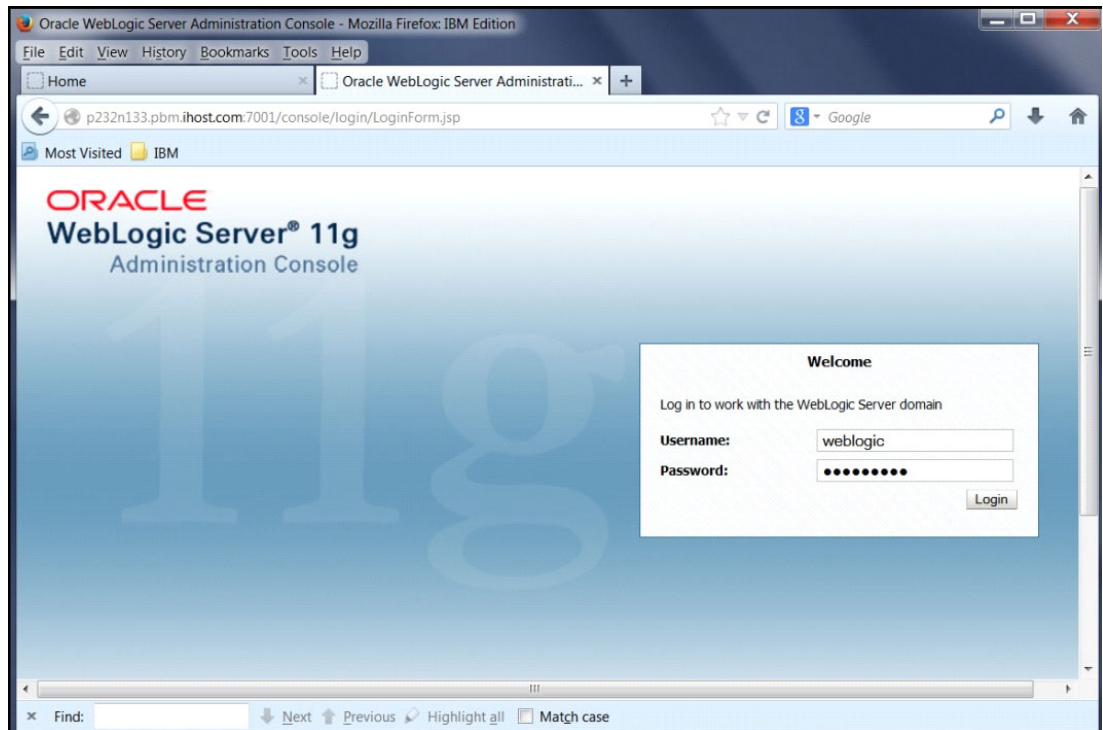 Oracle WebLogic Server Administration Console - Mozilla Firefox: IBM Edition
File Edit View History Bookmarks Tools Help
Home Oracle WebLogic Server Administrati...
p232n133.pbm.ihost.com:7001/console/login/LoginForm.jsp Google
Most Visited IBM
ORACLE
WebLogic Server® 11g
Administration Console
11g
Welcome
Log in to work with the WebLogic Server domain
Username: weblogic
Password: •••••••••
Login
Find: Next Previous Highlight all Match case